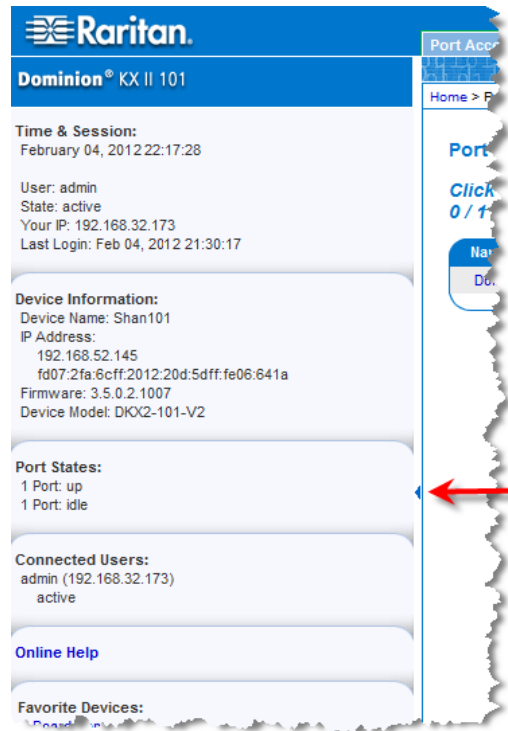 Raritan.
Dominion® KX II 101
Time & Session:
February 04, 2012 22:17:28
User: admin
State: active
Your IP: 192.168.32.173
Last Login: Feb 04, 2012 21:30:17
Device Information:
Device Name: Shan101
IP Address:
192.168.52.145
fd07:2fa:6cff:2012:20d:5dff:fe06:641a
Firmware: 3.5.0.2.1007
Device Model: DKX2-101-V2
Port States:
1 Port: up
1 Port: idle
Connected Users:
admin (192.168.32.173)
active
Online Help
Favorite Devices:
Port Acce
Home > P
Port
Click
0 / 1
Na
Do